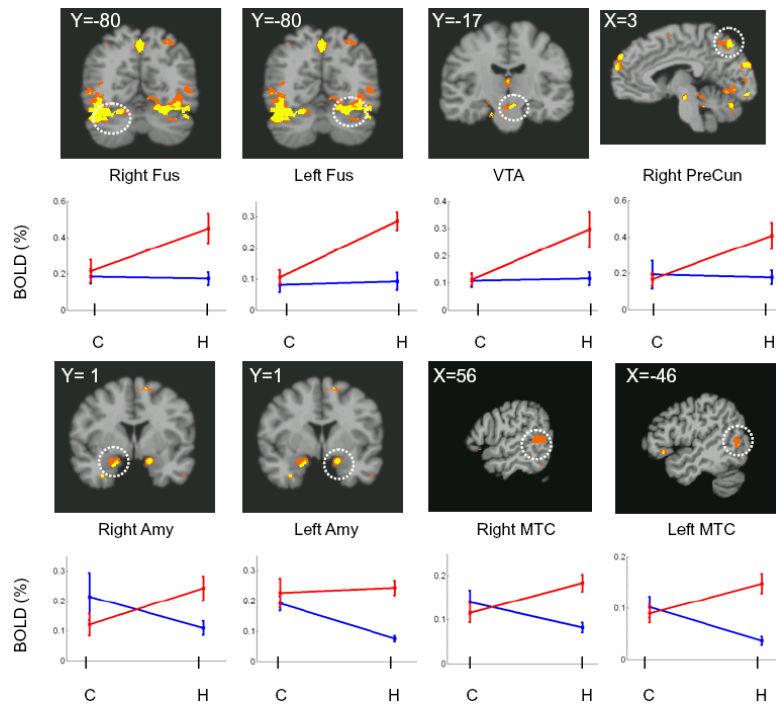 Y=-80 Y=-80 Y=-17 X=3
Right Fus Left Fus VTA Right PreCun
BOLD (%)
0.6 0.4 0.2 0
0.3 0.2 0.1 0
0.4 0.3 0.2 0.1 0
0.6 0.4 0.2 0
C H C H C H C H
Y= 1 Y=1 X=56 X=-46
Right Amy Left Amy Right MTC Left MTC
BOLD (%)
0.3 0.2 0.1 0
0.3 0.2 0.1 0
0.2 0.1 0
0.2 0.1 0
C H C H C H C H